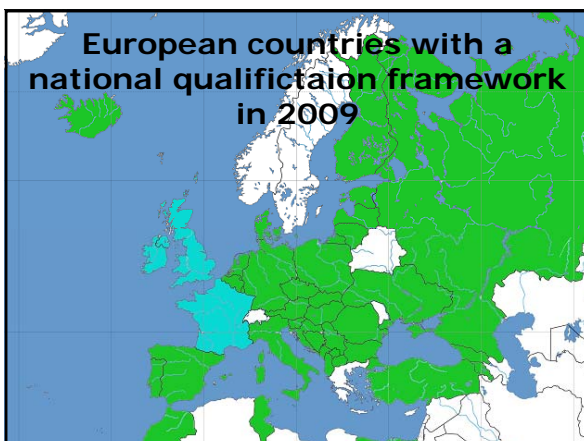 European countries with a
national qualifictaion framework
in 2009